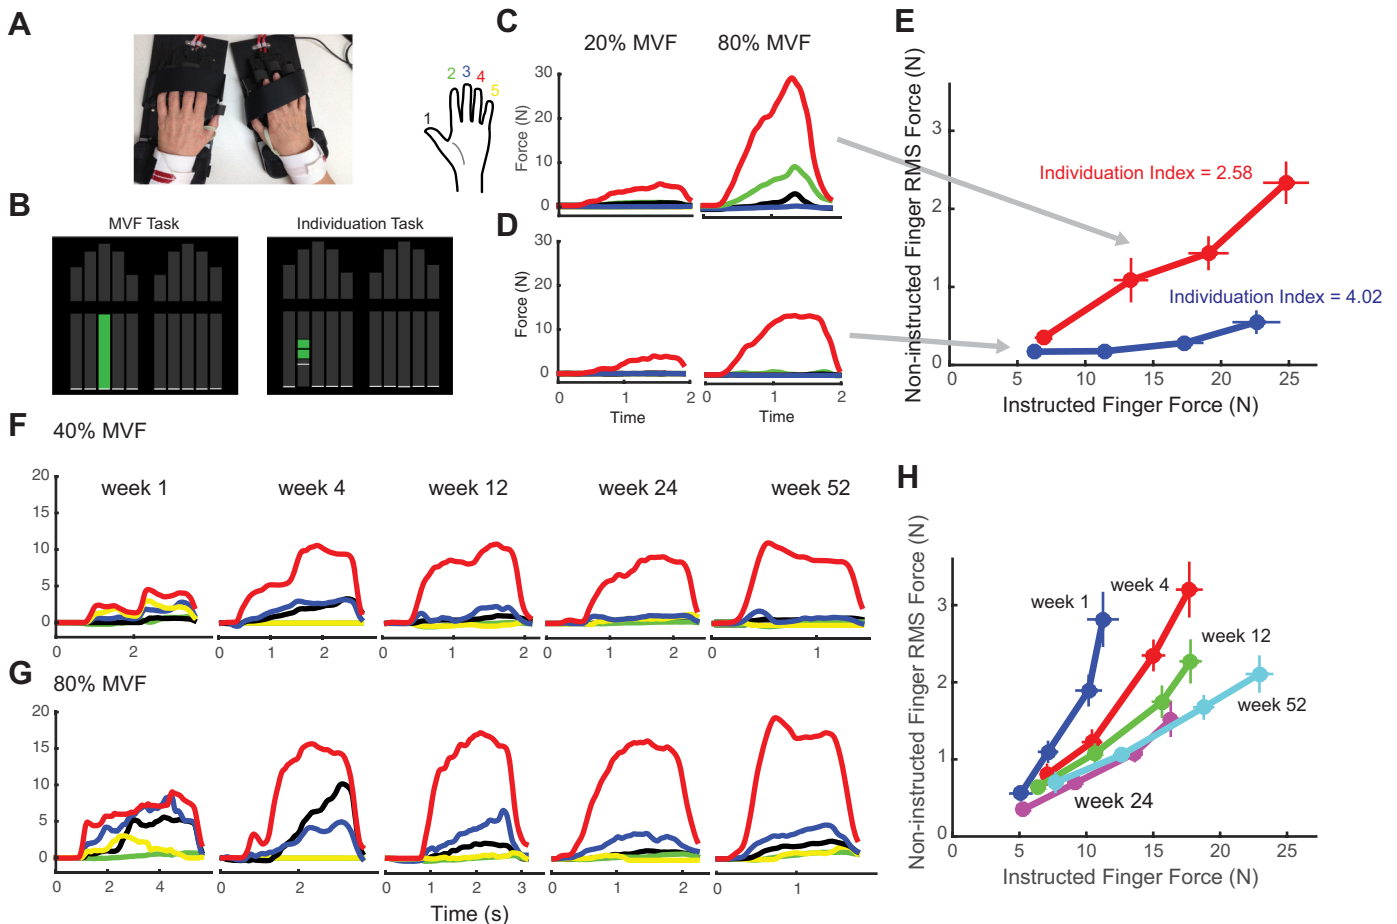 A
1
2
3
4
5
B
MVF Task
Individuation Task
C
20% MVF
80% MVF
30
20
10
0
Force (N)
D
30
20
10
0
Force (N)
0
1
2
0
1
2
Time
Time
E
Non-instructed Finger RMS Force (N)
3
2
1
0
Individuation Index = 2.58
Individuation Index = 4.02
0
5
10
15
20
25
Instructed Finger Force (N)
F
40% MVF
20
15
10
5
0
week 1
week 4
week 12
week 24
week 52
0
2
0
1
2
0
1
2
0
1
2
0
1
G
80% MVF
20
15
10
5
0
0
2
4
0
2
0
1
2
3
0
1
2
0
1
Time (s)
H
Non-instructed Finger RMS Force (N)
3
2
1
0
week 1
week 4
week 12
week 52
week 24
0
5
10
15
20
25
Instructed Finger Force (N)